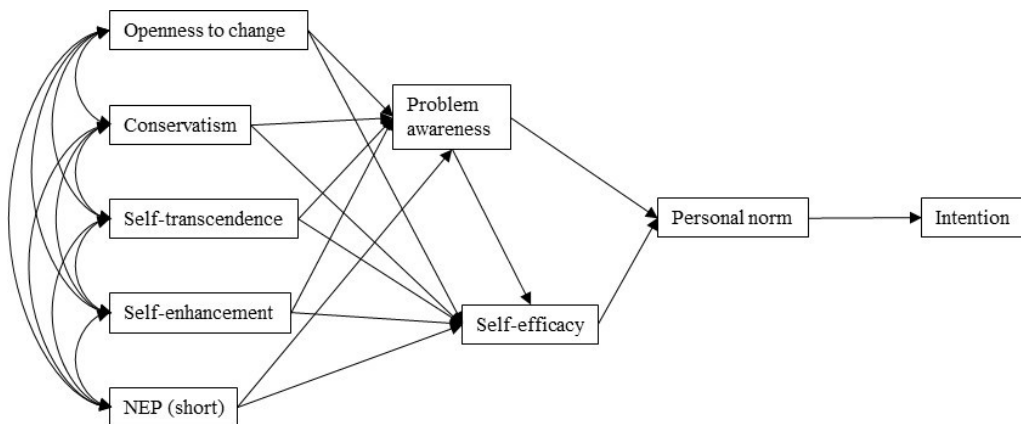 Openness to change
Conservatism
Self-transcendence
Self-enhancement
NEP (short)
Problem
awareness
Self-efficacy
Personal norm
Intention